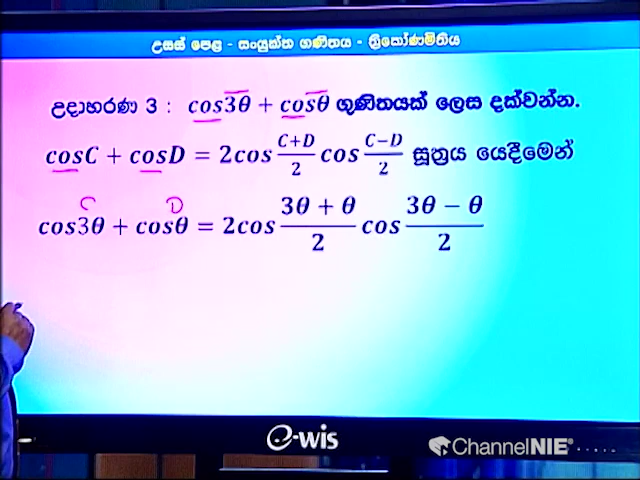 උසස් පෙළ - සංයුක්ත ගණිතය - ත්‍රිකෝණමිතිය
උදාහරණ 3 : cos3θ + cosθ ගුණිතයක් ලෙස දක්වන්න.
cosC + cosD = 2cos (C+D)/2 cos (C−D)/2 සූත්‍රය යෙදීමෙන්
C D
cos3θ + cosθ = 2cos (3θ + θ)/2 cos (3θ − θ)/2
e-wis
ChannelNIE